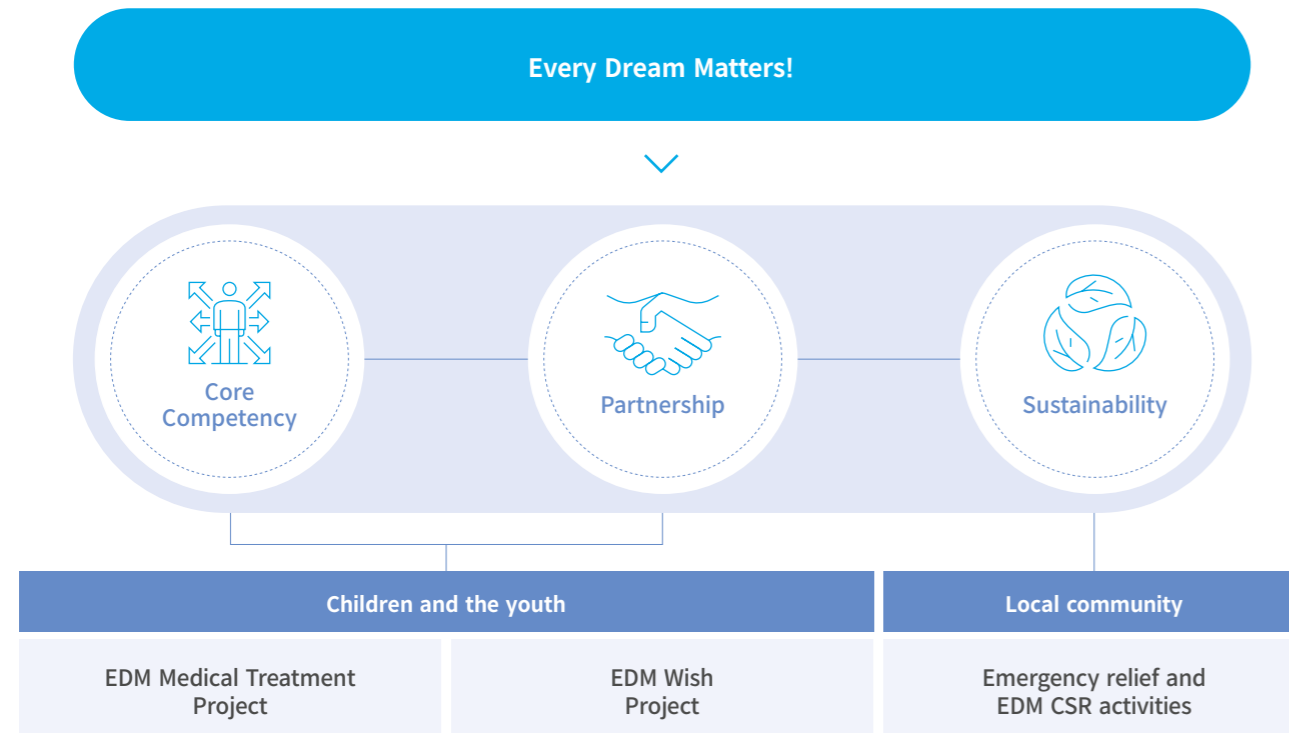 Every Dream Matters!
Core
Competency
Partnership
Sustainability
Children and the youth
Local community
EDM Medical Treatment
Project
EDM Wish
Project
Emergency relief and
EDM CSR activities